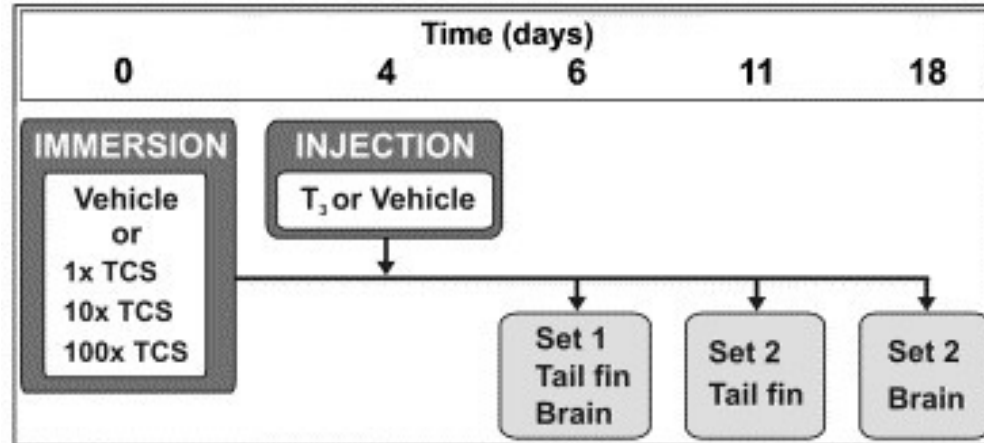 Time (days)
0 4 6 11 18
IMMERSION
Vehicle
or
1x TCS
10x TCS
100x TCS
INJECTION
T₃ or Vehicle
Set 1
Tail fin
Brain
Set 2
Tail fin
Set 2
Brain